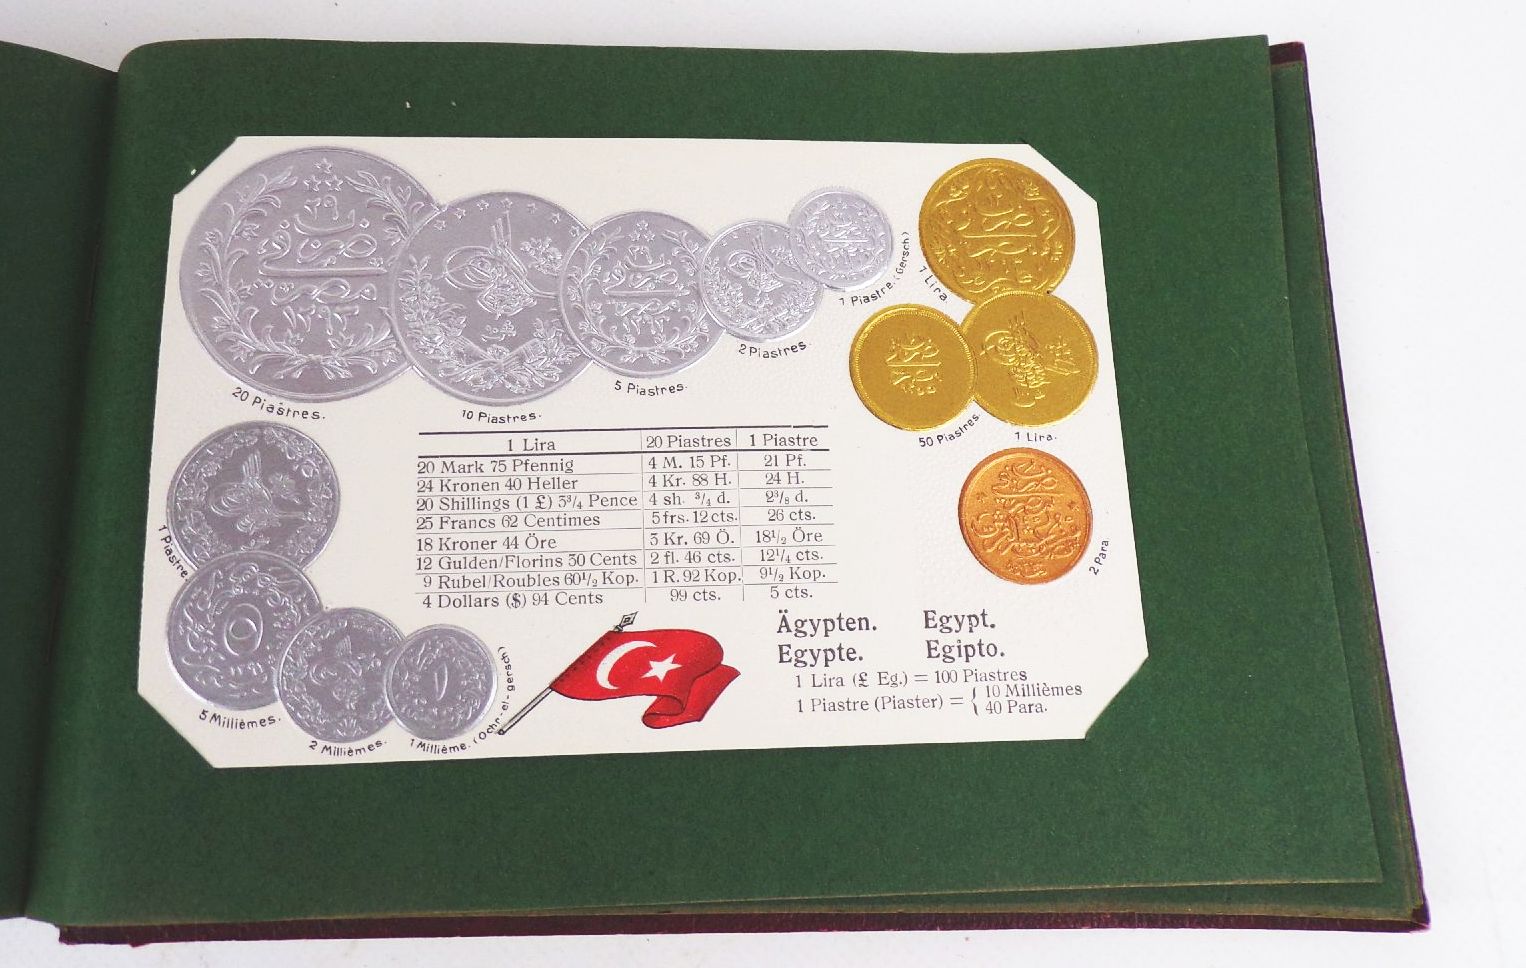 20 Piastres.
10 Piastres.
5 Piastres.
2 Piastres.
1 Piastre. (Gersch)
1 Lira
50 Piastres.
1 Lira.
2 Para
1 Piastre
5 Millièmes.
2 Millièmes.
1 Millième. (Ochr-el-gersch)
1 Lira 20 Piastres 1 Piastre
20 Mark 75 Pfennig 4 M. 15 Pf. 21 Pf.
24 Kronen 40 Heller 4 Kr. 88 H. 24 H.
20 Shillings (1 £) 5³/₄ Pence 4 sh. ³/₄ d. 2³/₈ d.
25 Francs 62 Centimes 5 frs. 12 cts. 26 cts.
18 Kroner 44 Öre 3 Kr. 69 Ö. 18¹/₂ Öre
12 Gulden/Florins 30 Cents 2 fl. 46 cts. 12¹/₄ cts.
9 Rubel/Roubles 60¹/₂ Kop. 1 R. 92 Kop. 9¹/₂ Kop.
4 Dollars ($) 94 Cents 99 cts. 5 cts.
Ägypten. Egypt.
Egypte. Egipto.
1 Lira (£ Eg.) = 100 Piastres
1 Piastre (Piaster) = { 10 Millièmes
40 Para.